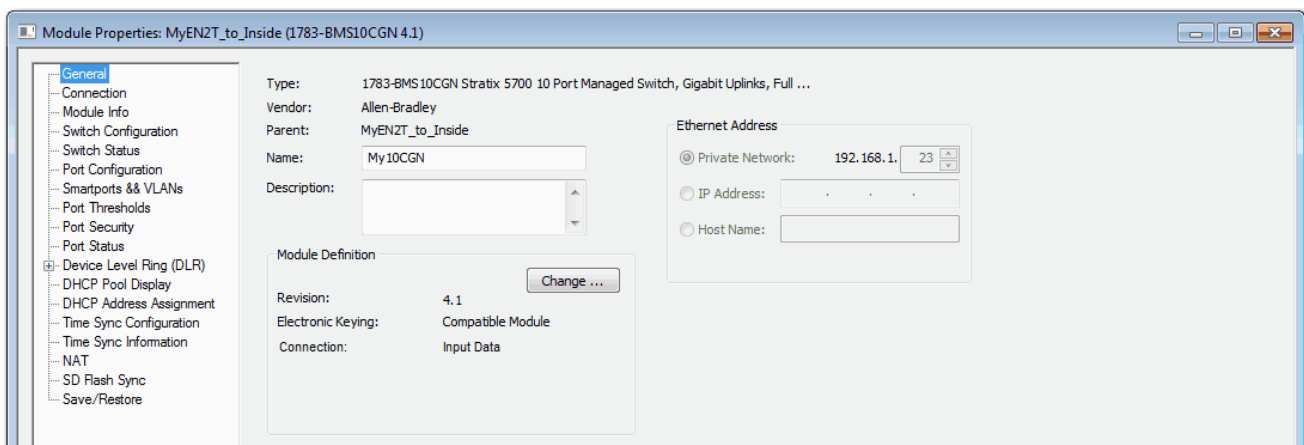 Module Properties: MyEN2T_to_Inside (1783-BMS10CGN 4.1)
General
Connection
Module Info
Switch Configuration
Switch Status
Port Configuration
Smartports && VLANs
Port Thresholds
Port Security
Port Status
Device Level Ring (DLR)
DHCP Pool Display
DHCP Address Assignment
Time Sync Configuration
Time Sync Information
NAT
SD Flash Sync
Save/Restore
Type: 1783-BMS10CGN Stratix 5700 10 Port Managed Switch, Gigabit Uplinks, Full ...
Vendor: Allen-Bradley
Parent: MyEN2T_to_Inside
Name: My10CGN
Description:
Module Definition
Change ...
Revision: 4.1
Electronic Keying: Compatible Module
Connection: Input Data
Ethernet Address
Private Network: 192.168.1. 23
IP Address: . . .
Host Name: